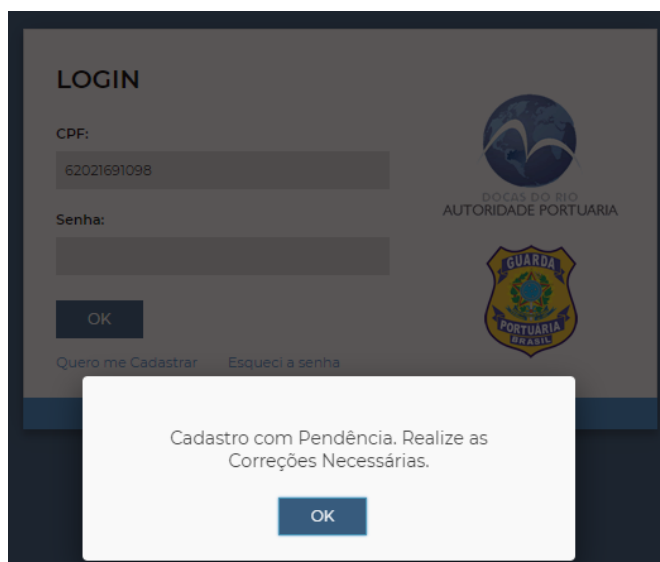 LOGIN
CPF:
62021691098
Senha:
OK
Quero me Cadastrar Esqueci a senha
DOCAS DO RIO
AUTORIDADE PORTUARIA
GUARDA
PORTUÁRIA
BRASIL
Cadastro com Pendência. Realize as
Correções Necessárias.
OK